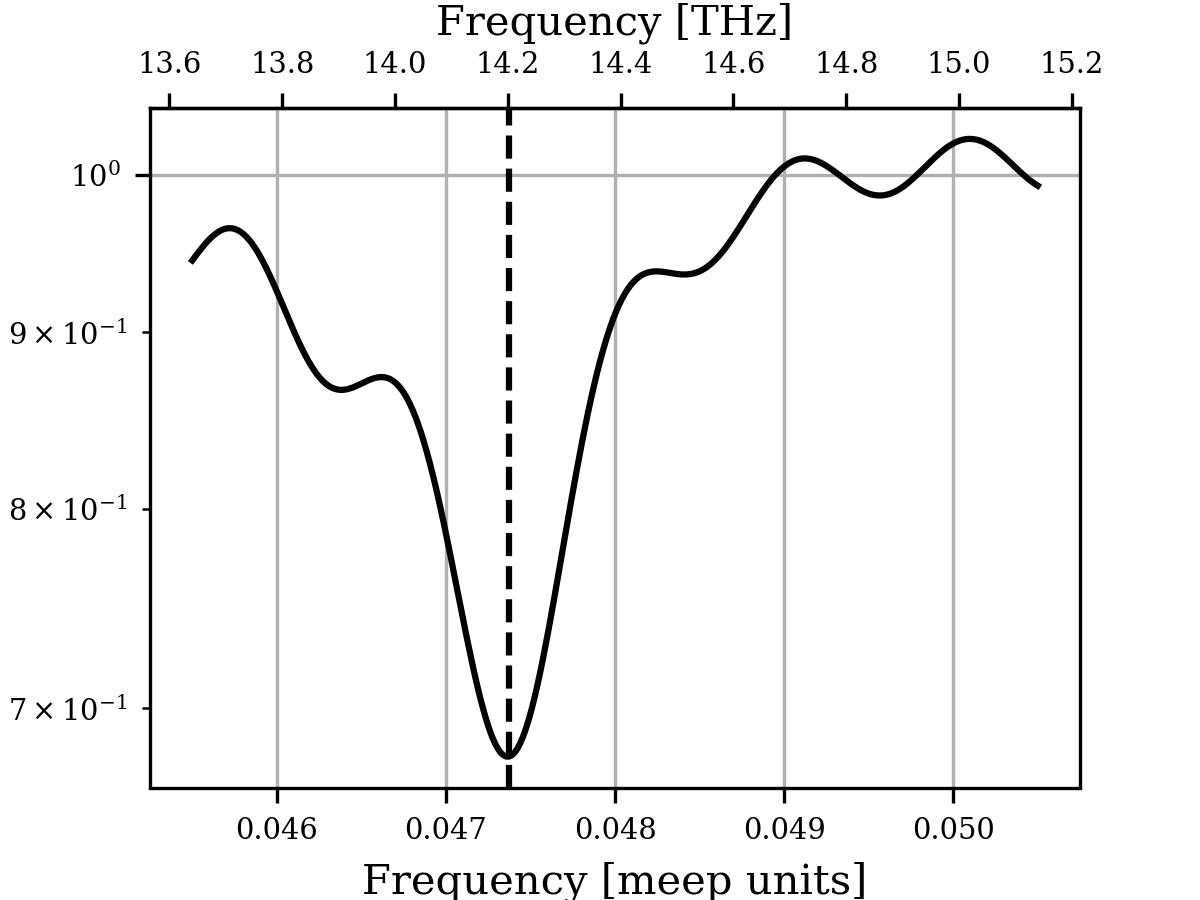 Frequency [THz]
13.6 13.8 14.0 14.2 14.4 14.6 14.8 15.0 15.2
10⁰
9 × 10⁻¹
8 × 10⁻¹
7 × 10⁻¹
0.046 0.047 0.048 0.049 0.050
Frequency [meep units]